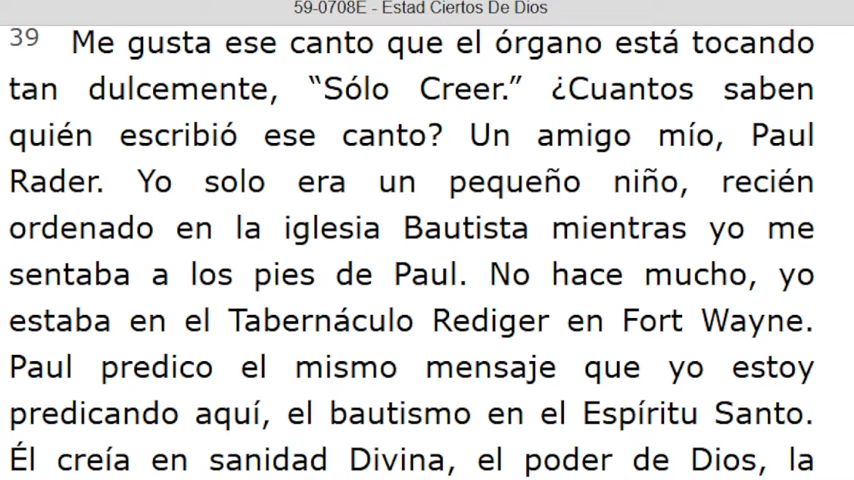 59-0708E - Estad Ciertos De Dios
39 Me gusta ese canto que el órgano está tocando
tan dulcemente, “Sólo Creer.” ¿Cuantos saben
quién escribió ese canto? Un amigo mío, Paul
Rader. Yo solo era un pequeño niño, recién
ordenado en la iglesia Bautista mientras yo me
sentaba a los pies de Paul. No hace mucho, yo
estaba en el Tabernáculo Rediger en Fort Wayne.
Paul predico el mismo mensaje que yo estoy
predicando aquí, el bautismo en el Espíritu Santo.
Él creía en sanidad Divina, el poder de Dios, la